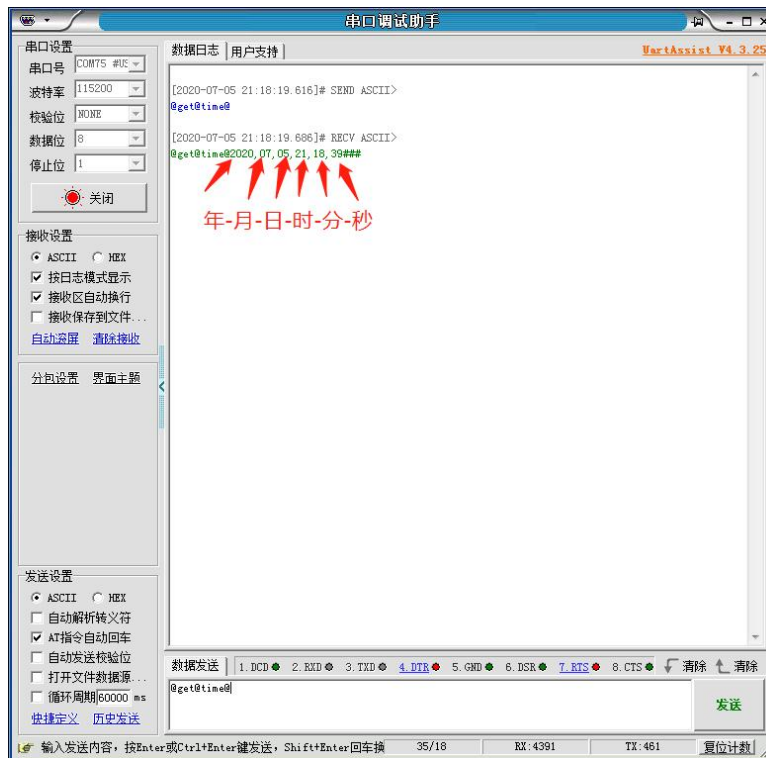 串口调试助手
串口设置
串口号 COM75 #US
波特率 115200
校验位 NONE
数据位 8
停止位 1
关闭
接收设置
ASCII HEX
按日志模式显示
接收区自动换行
接收保存到文件...
自动滚屏 清除接收
分包设置 界面主题
发送设置
ASCII HEX
自动解析转义符
AT指令自动回车
自动发送校验位
打开文件数据源...
循环周期 60000 ms
快捷定义 历史发送
数据日志 用户支持 UartAssist V4.3.25
[2020-07-05 21:18:19.616]# SEND ASCII>
@get@time@
[2020-07-05 21:18:19.686]# RECV ASCII>
@get@time@2020,07,05,21,18,39###
年-月-日-时-分-秒
数据发送 1.DCD 2.RXD 3.TXD 4.DTR 5.GND 6.DSR 7.RTS 8.CTS 清除 清除
@get@time@
发送
输入发送内容，按Enter或Ctrl+Enter键发送，Shift+Enter回车换 35/18 RX:4391 TX:461 复位计数